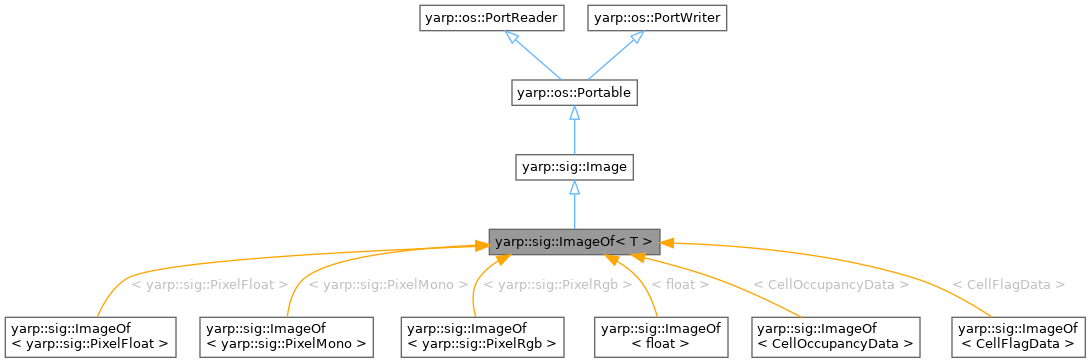 yarp::os::PortReader
yarp::os::PortWriter
yarp::os::Portable
yarp::sig::Image
yarp::sig::ImageOf< T >
< yarp::sig::PixelFloat >
< yarp::sig::PixelMono >
< yarp::sig::PixelRgb >
< float >
< CellOccupancyData >
< CellFlagData >
yarp::sig::ImageOf
< yarp::sig::PixelFloat >
yarp::sig::ImageOf
< yarp::sig::PixelMono >
yarp::sig::ImageOf
< yarp::sig::PixelRgb >
yarp::sig::ImageOf
< float >
yarp::sig::ImageOf
< CellOccupancyData >
yarp::sig::ImageOf
< CellFlagData >